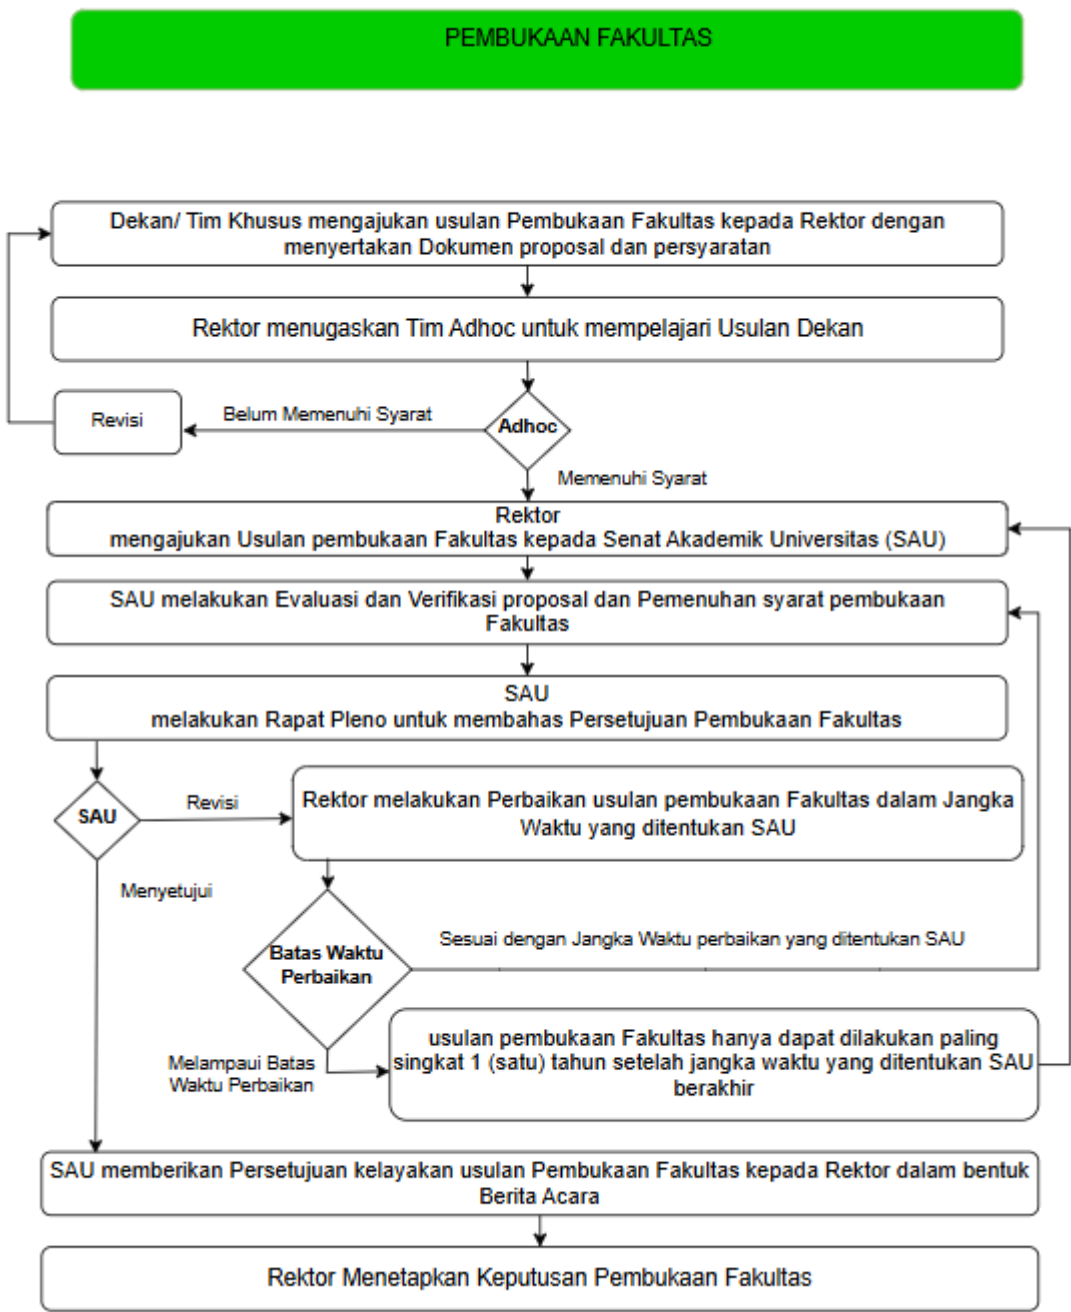 PEMBUKAAN FAKULTAS
Dekan/ Tim Khusus mengajukan usulan Pembukaan Fakultas kepada Rektor dengan
menyertakan Dokumen proposal dan persyaratan
Rektor menugaskan Tim Adhoc untuk mempelajari Usulan Dekan
Revisi
Belum Memenuhi Syarat
Adhoc
Memenuhi Syarat
Rektor
mengajukan Usulan pembukaan Fakultas kepada Senat Akademik Universitas (SAU)
SAU melakukan Evaluasi dan Verifikasi proposal dan Pemenuhan syarat pembukaan
Fakultas
SAU
melakukan Rapat Pleno untuk membahas Persetujuan Pembukaan Fakultas
SAU
Revisi
Rektor melakukan Perbaikan usulan pembukaan Fakultas dalam Jangka
Waktu yang ditentukan SAU
Menyetujui
Batas Waktu
Perbaikan
Sesuai dengan Jangka Waktu perbaikan yang ditentukan SAU
Melampaui Batas
Waktu Perbaikan
usulan pembukaan Fakultas hanya dapat dilakukan paling
singkat 1 (satu) tahun setelah jangka waktu yang ditentukan SAU
berakhir
SAU memberikan Persetujuan kelayakan usulan Pembukaan Fakultas kepada Rektor dalam bentuk
Berita Acara
Rektor Menetapkan Keputusan Pembukaan Fakultas